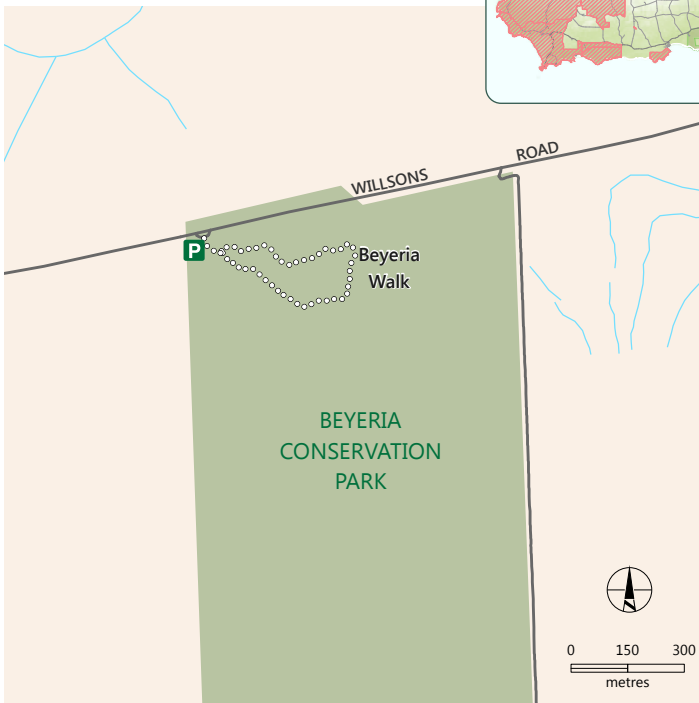 WILLSONS ROAD
P
Beyeria
Walk
BEYERIA
CONSERVATION
PARK
0 150 300
metres